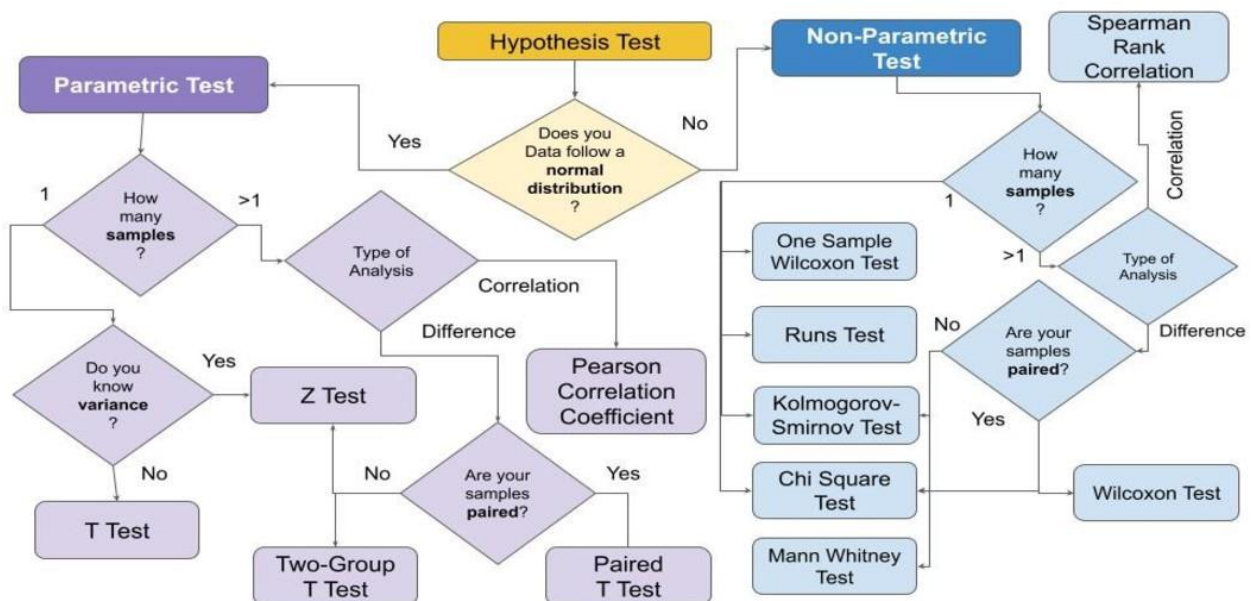 Hypothesis Test
Does you
Data follow a
normal
distribution
?
Yes
No
Parametric Test
How
many
samples
?
1
>1
Do you
know
variance
?
Yes
No
T Test
Z Test
Type of
Analysis
Correlation
Difference
Pearson
Correlation
Coefficient
Are your
samples
paired?
No
Yes
Two-Group
T Test
Paired
T Test
Non-Parametric
Test
How
many
samples
?
1
>1
One Sample
Wilcoxon Test
Runs Test
Kolmogorov-
Smirnov Test
Chi Square
Test
Mann Whitney
Test
Type of
Analysis
Correlation
Spearman
Rank
Correlation
Difference
Are your
samples
paired?
No
Yes
Wilcoxon Test